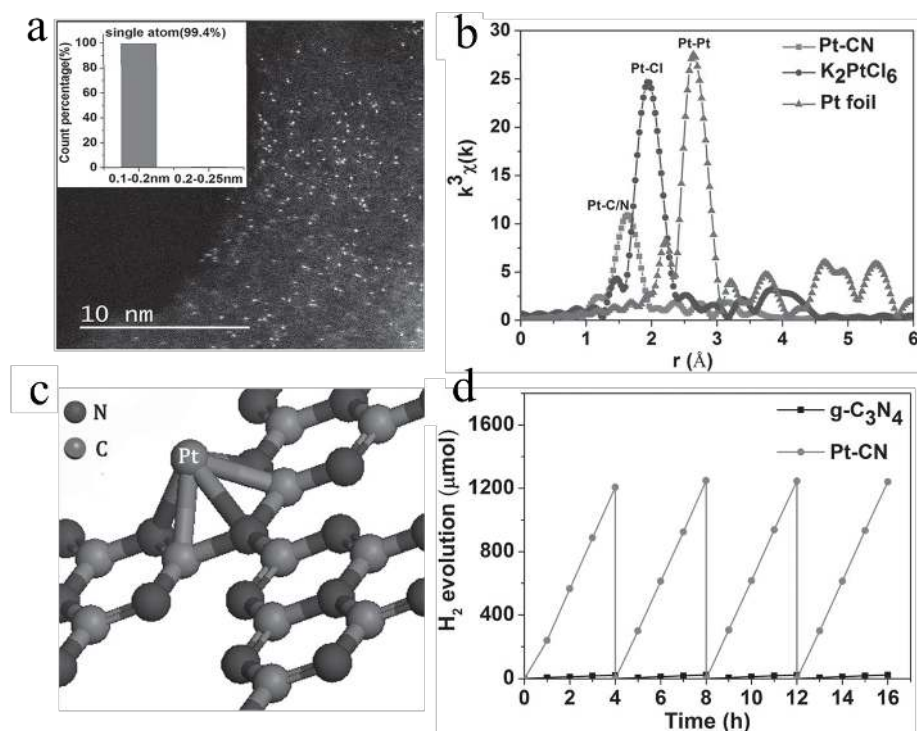 a
single atom(99.4%)
Count percentage(%)
100
80
60
40
20
0
0.1-0.2nm 0.2-0.25nm
10 nm
b
Pt-CN
K2PtCl6
Pt foil
Pt-Pt
Pt-Cl
Pt-C/N
k³χ(k)
30
25
20
15
10
5
0
0 1 2 3 4 5 6
r (Å)
c
N
C
Pt
d
g-C3N4
Pt-CN
H2 evolution (μmol)
1600
1200
800
400
0
0 2 4 6 8 10 12 14 16
Time (h)